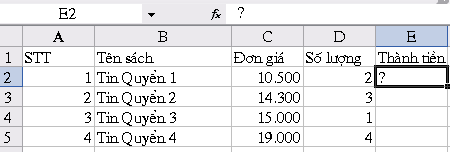 E2 fx ?
A B C D E
1 STT Tên sách Đơn giá Số lượng Thành tiền
2 1 Tin Quyển 1 10.500 2 ?
3 2 Tin Quyển 2 14.300 3
4 3 Tin Quyển 3 15.000 1
5 4 Tin Quyển 4 19.000 4